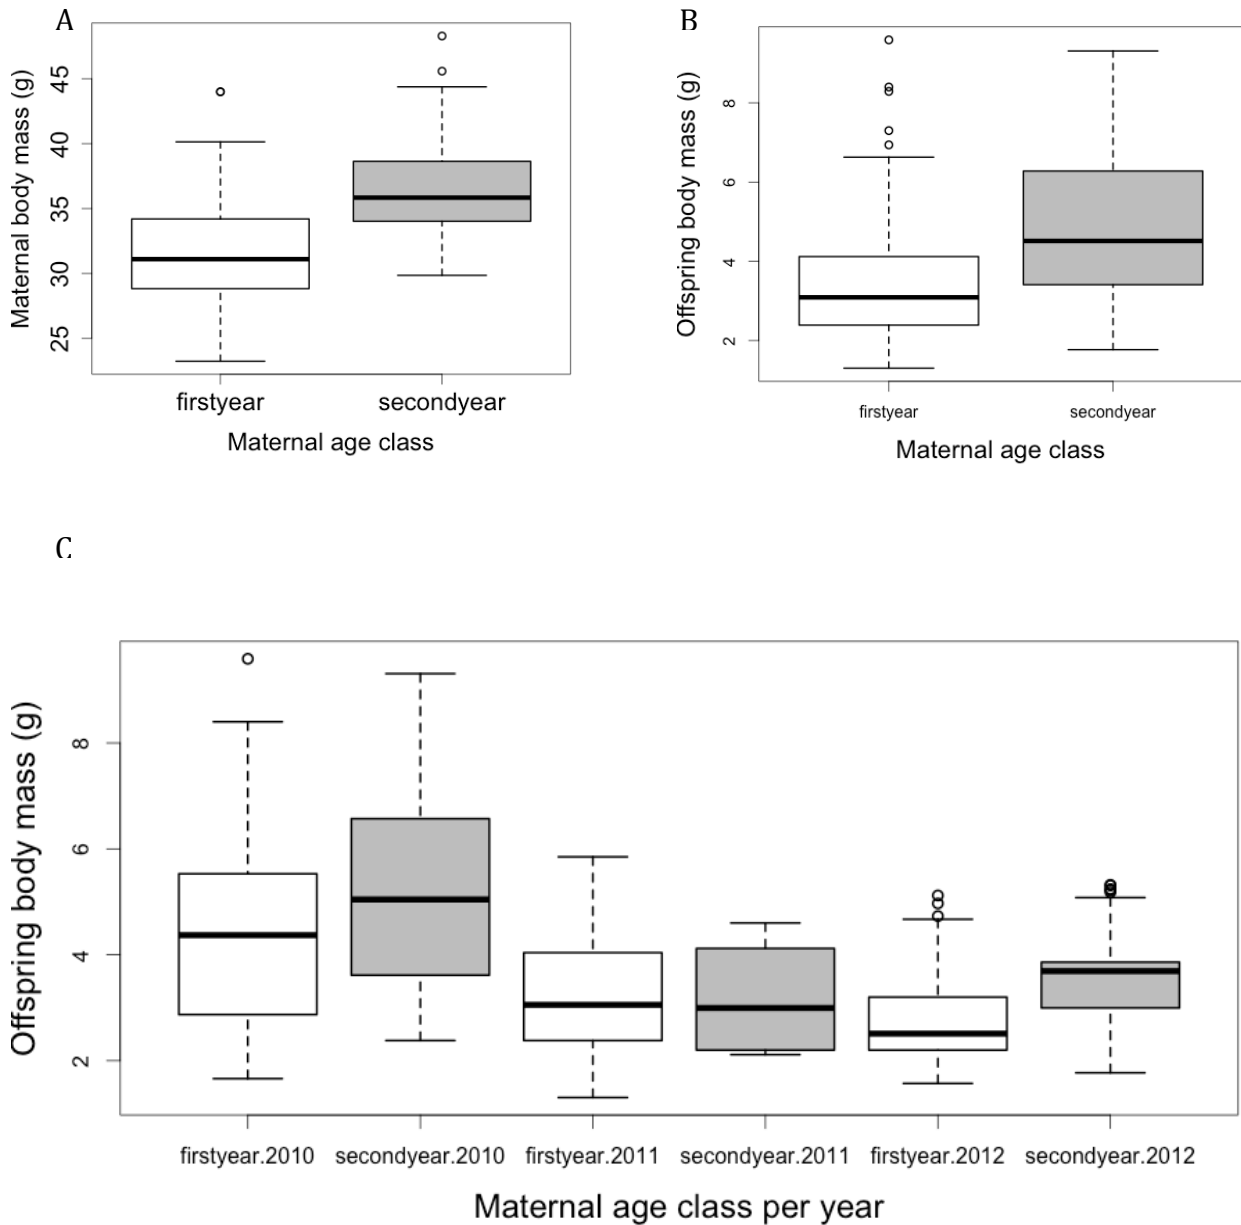 A
Maternal body mass (g)
45
40
35
30
25
firstyear secondyear
Maternal age class
B
Offspring body mass (g)
8
6
4
2
firstyear secondyear
Maternal age class
C
Offspring body mass (g)
8
6
4
2
firstyear.2010 secondyear.2010 firstyear.2011 secondyear.2011 firstyear.2012 secondyear.2012
Maternal age class per year